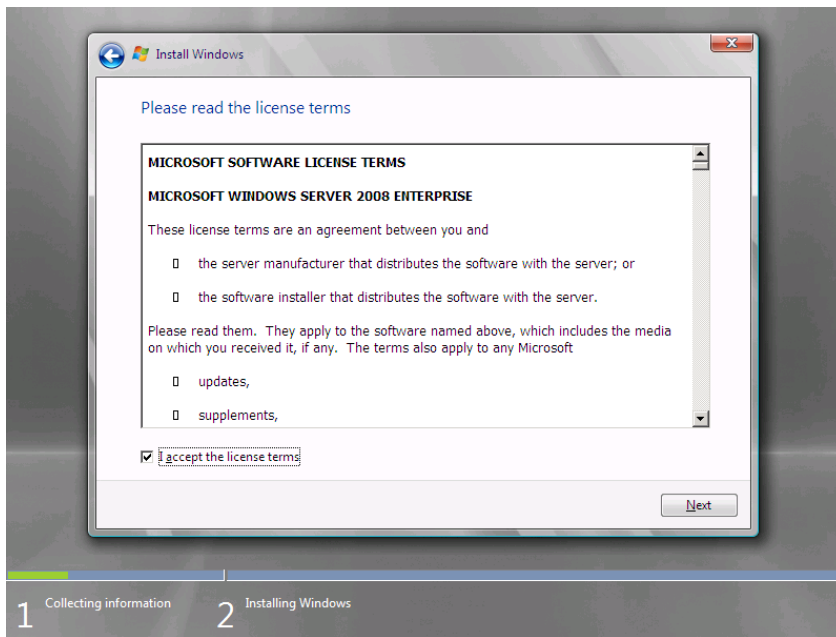 Install Windows
Please read the license terms
MICROSOFT SOFTWARE LICENSE TERMS
MICROSOFT WINDOWS SERVER 2008 ENTERPRISE
These license terms are an agreement between you and
the server manufacturer that distributes the software with the server; or
the software installer that distributes the software with the server.
Please read them.  They apply to the software named above, which includes the media
on which you received it, if any.  The terms also apply to any Microsoft
updates,
supplements,
I accept the license terms
Next
1 Collecting information
2 Installing Windows